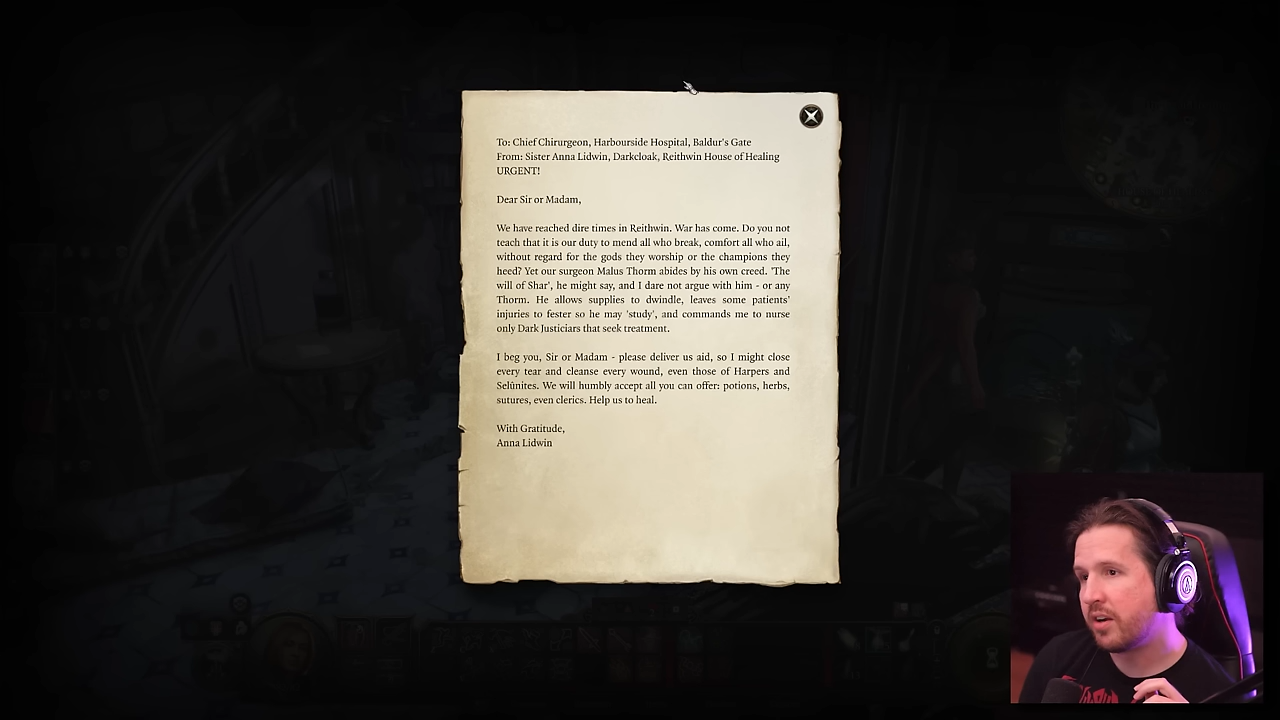 To: Chief Chirurgeon, Harbourside Hospital, Baldur's Gate
From: Sister Anna Lidwin, Darkcloak, Reithwin House of Healing
URGENT!
Dear Sir or Madam,
We have reached dire times in Reithwin. War has come. Do you not
teach that it is our duty to mend all who break, comfort all who ail,
without regard for the gods they worship or the champions they
heed? Yet our surgeon Malus Thorm abides by his own creed. 'The
will of Shar', he might say, and I dare not argue with him - or any
Thorm. He allows supplies to dwindle, leaves some patients'
injuries to fester so he may 'study', and commands me to nurse
only Dark Justiciars that seek treatment.
I beg you, Sir or Madam - please deliver us aid, so I might close
every tear and cleanse every wound, even those of Harpers and
Selûnites. We will humbly accept all you can offer: potions, herbs,
sutures, even clerics. Help us to heal.
With Gratitude,
Anna Lidwin